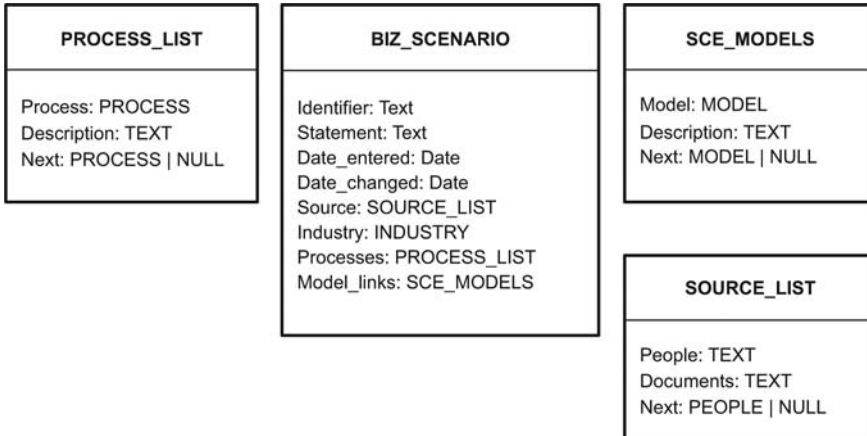 PROCESS_LIST
Process: PROCESS
Description: TEXT
Next: PROCESS | NULL
BIZ_SCENARIO
Identifier: Text
Statement: Text
Date_entered: Date
Date_changed: Date
Source: SOURCE_LIST
Industry: INDUSTRY
Processes: PROCESS_LIST
Model_links: SCE_MODELS
SCE_MODELS
Model: MODEL
Description: TEXT
Next: MODEL | NULL
SOURCE_LIST
People: TEXT
Documents: TEXT
Next: PEOPLE | NULL